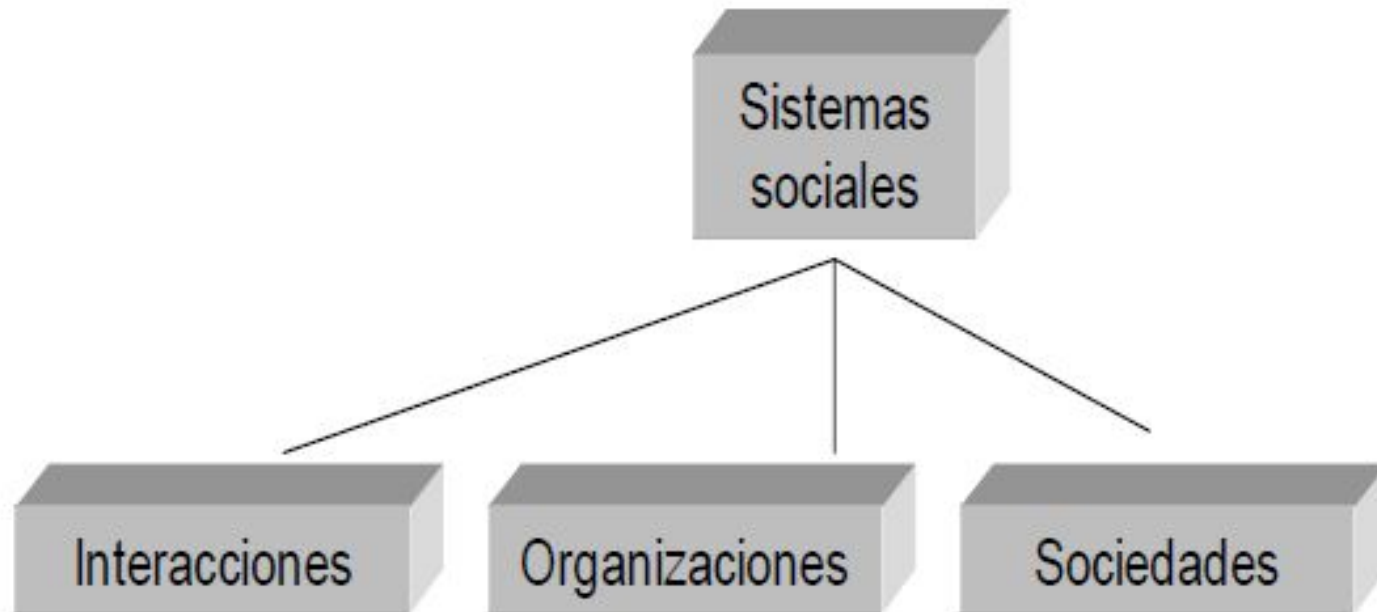 Sistemas
sociales
Interacciones
Organizaciones
Sociedades